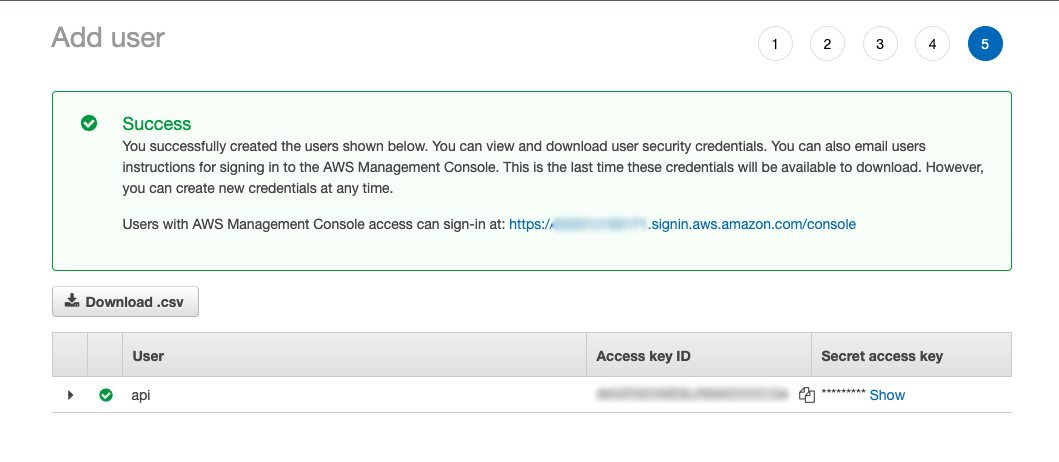 Add user
1 2 3 4 5
Success
You successfully created the users shown below. You can view and download user security credentials. You can also email users
instructions for signing in to the AWS Management Console. This is the last time these credentials will be available to download. However,
you can create new credentials at any time.
Users with AWS Management Console access can sign-in at: https:/ .signin.aws.amazon.com/console
Download .csv
User Access key ID Secret access key
api ********* Show